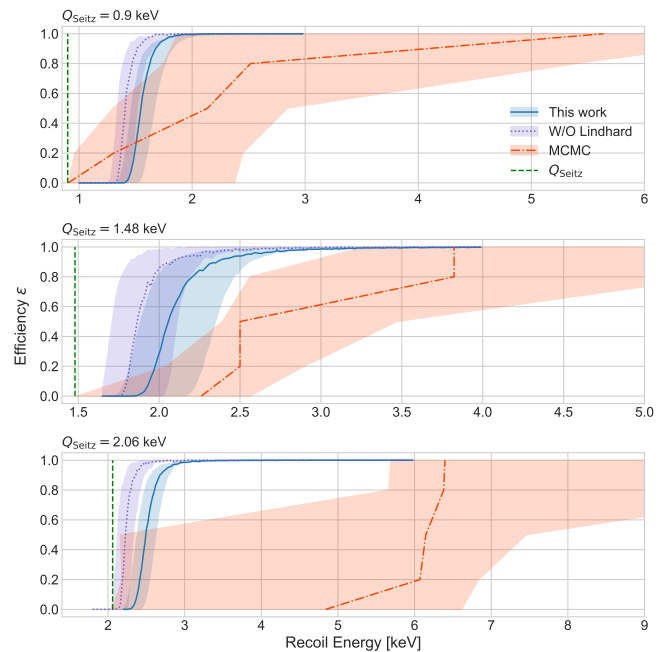 Q_Seitz = 0.9 keV
1.0
0.8
0.6
0.4
0.2
0.0
This work
W/O Lindhard
MCMC
Q_Seitz
1 2 3 4 5 6
Q_Seitz = 1.48 keV
1.0
0.8
0.6
0.4
0.2
0.0
Efficiency ε
1.5 2.0 2.5 3.0 3.5 4.0 4.5 5.0
Q_Seitz = 2.06 keV
1.0
0.8
0.6
0.4
0.2
0.0
2 3 4 5 6 7 8 9
Recoil Energy [keV]